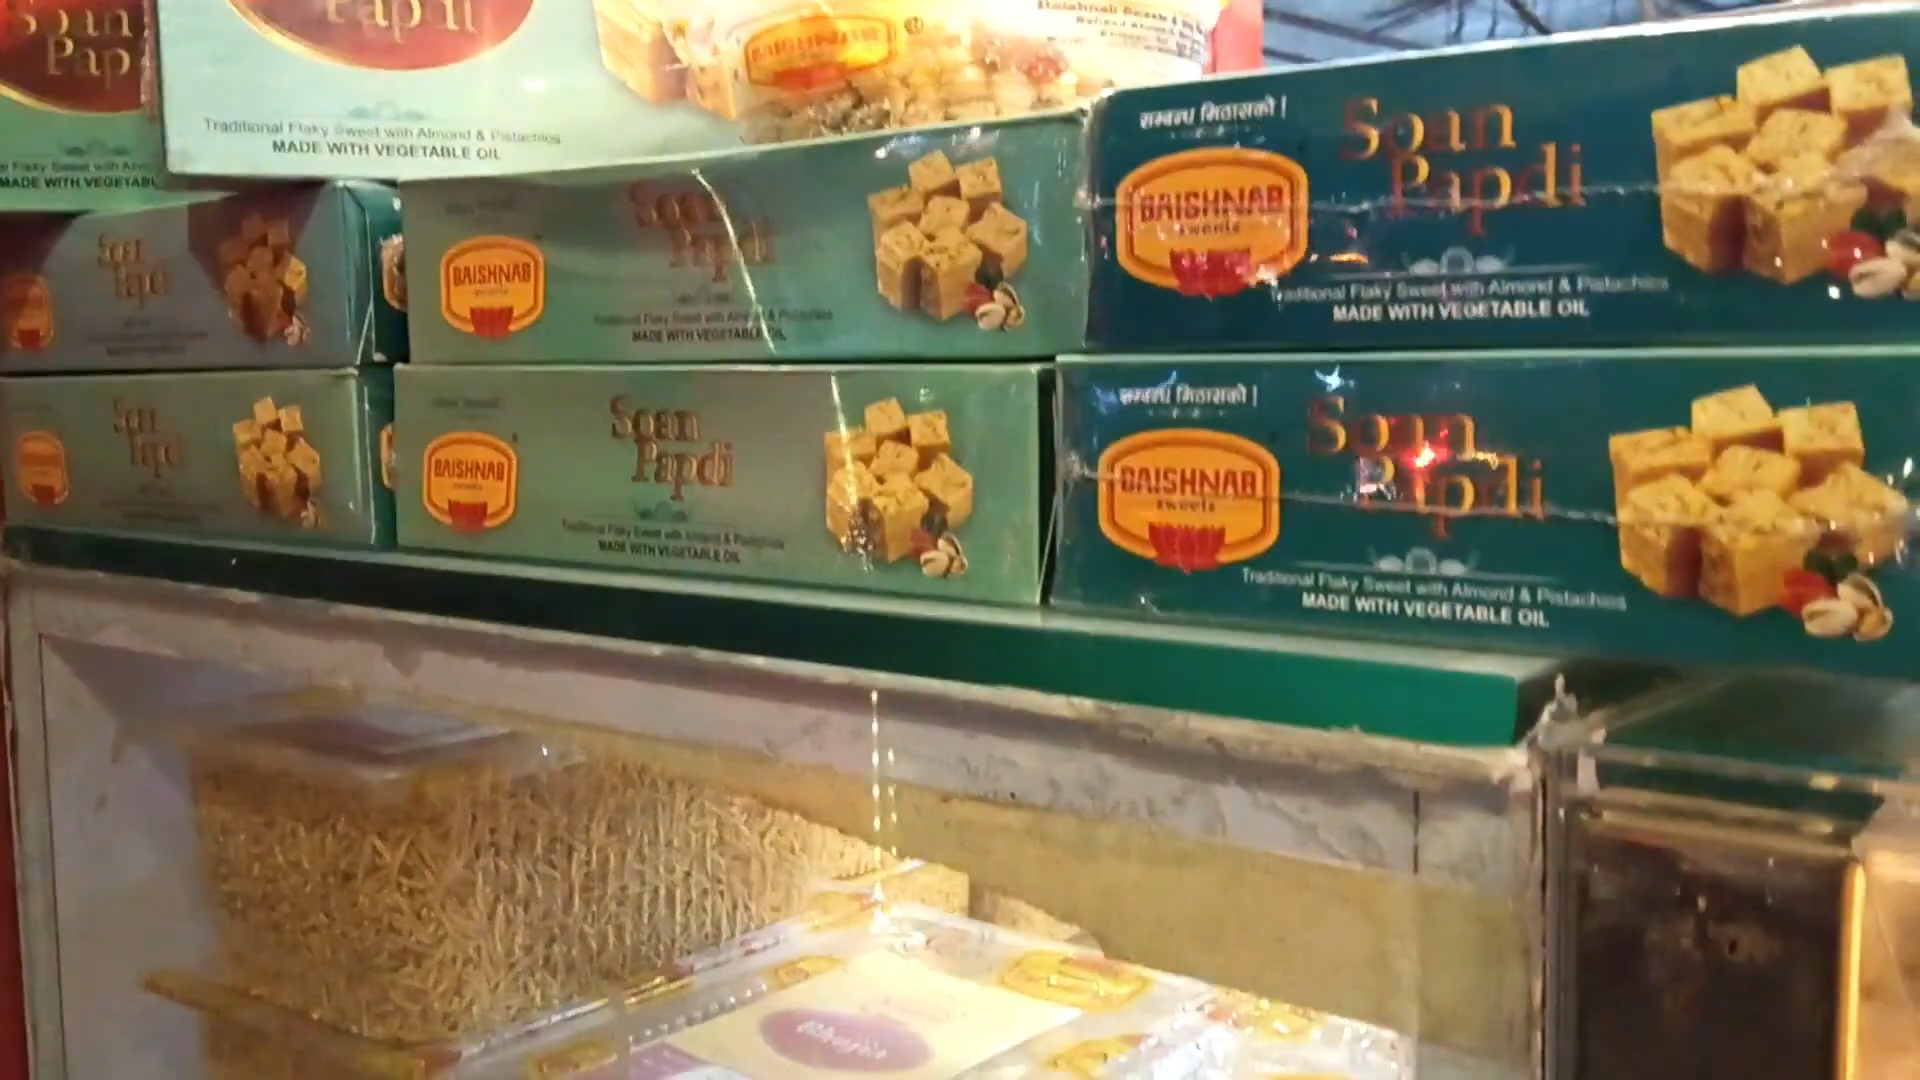 Soan
Pap
MADE WITH VEGETABL
Papdi
Traditional Flaky Sweet with Almond & Pistachios
MADE WITH VEGETABLE OIL
BAISHNAB
सम्बन्ध मिठासको !
BAISHNAB
sweets
Soan
Papdi
Traditional Flaky Sweet with Almond & Pistachios
MADE WITH VEGETABLE OIL
BAISHNAB
sweets
Soan
Papdi
Traditional Flaky Sweet with Almond & Pistachios
MADE WITH VEGETABLE OIL
Soan
Papdi
BAISHNAB
sweets
Soan
Papdi
Traditional Flaky Sweet with Almond & Pistachios
MADE WITH VEGETABLE OIL
सम्बन्ध मिठासको !
BAISHNAB
sweets
Soan
Papdi
Traditional Flaky Sweet with Almond & Pistachios
MADE WITH VEGETABLE OIL
Soan
Papdi